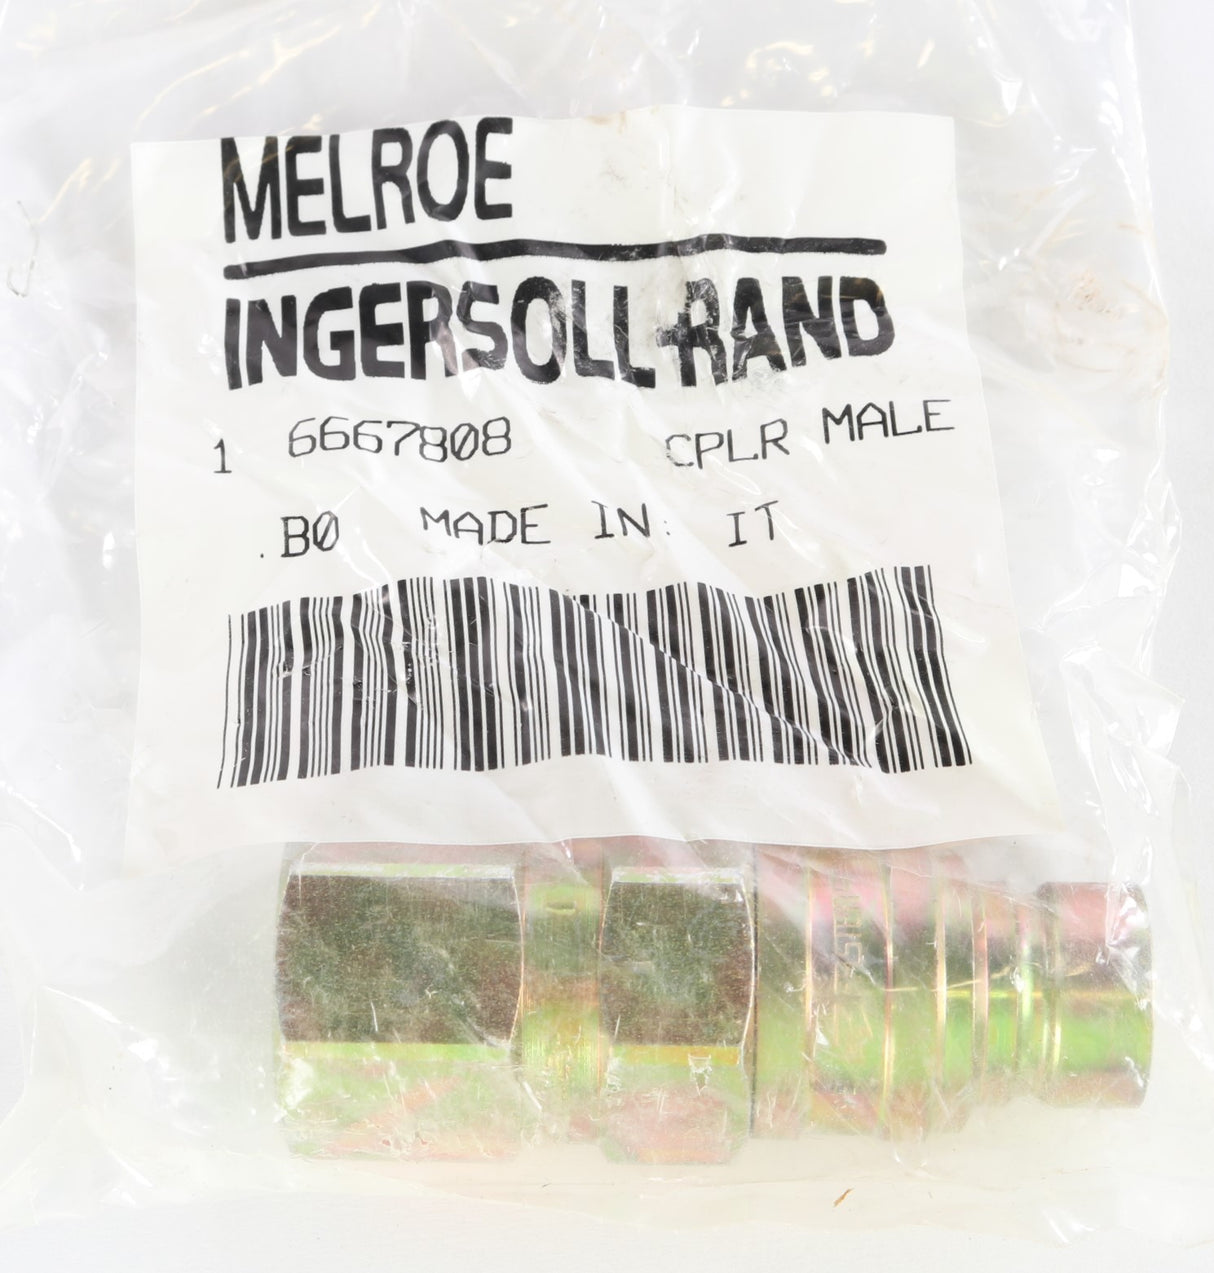 MELROE
INGERSOLL-RAND
1 6667808 CPLR MALE
.B0 MADE IN: IT